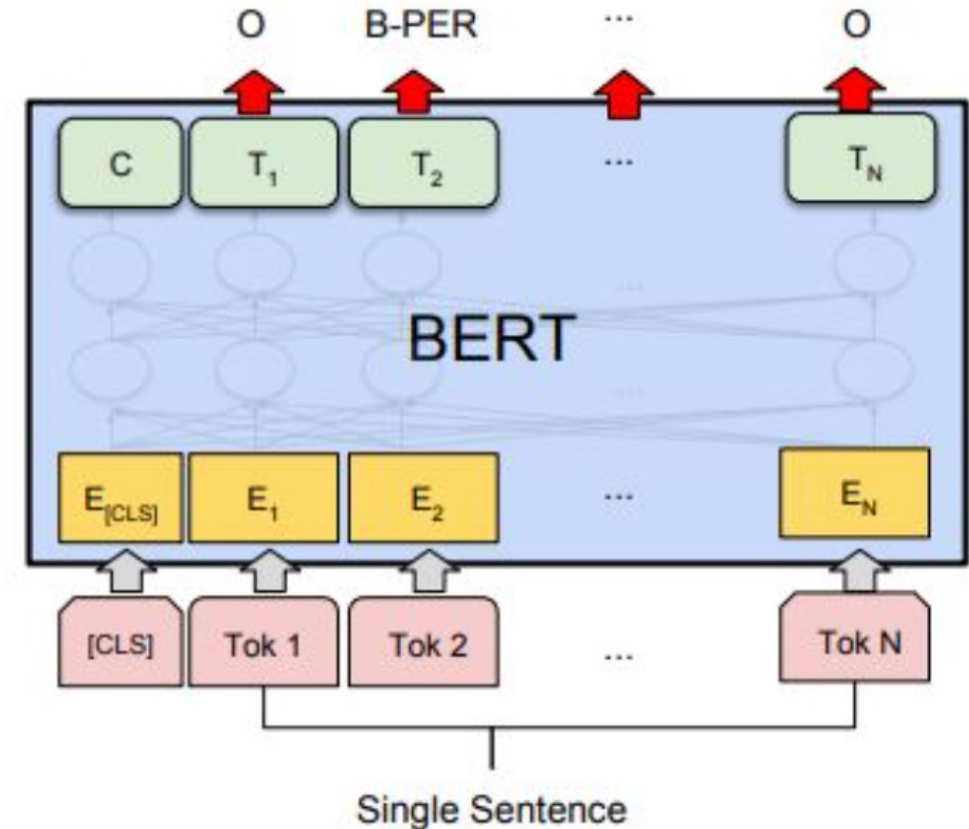 O B-PER ... O
C T1 T2 ... TN
...
BERT
...
E[CLS] E1 E2 ... EN
[CLS] Tok 1 Tok 2 ... Tok N
Single Sentence